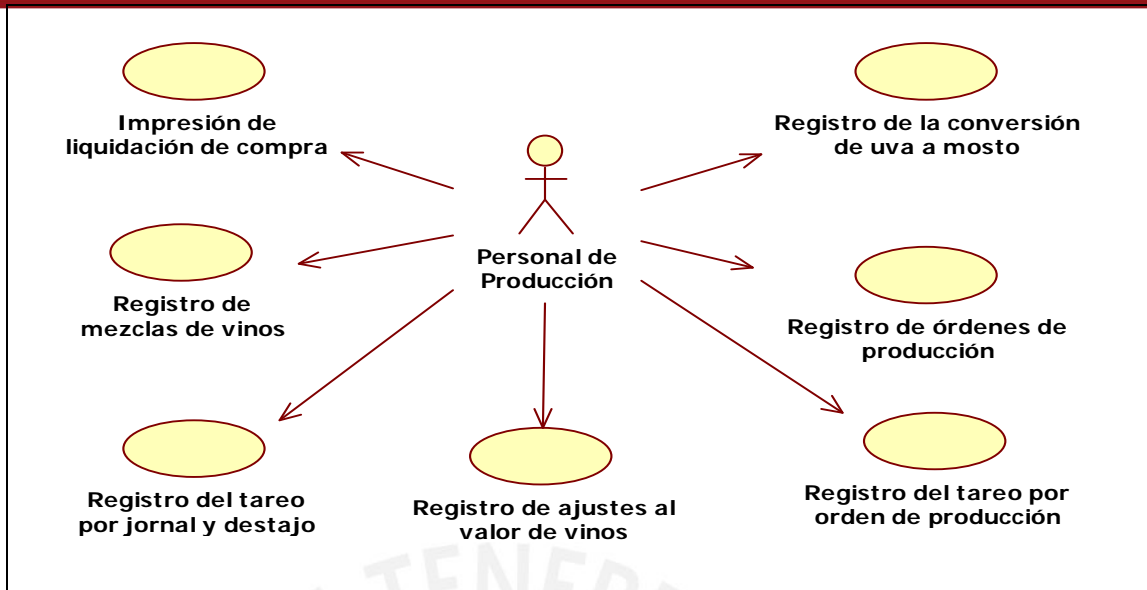 Impresión de
liquidación de compra
Registro de la conversión
de uva a mosto
Personal de
Producción
Registro de
mezclas de vinos
Registro de órdenes de
producción
Registro del tareo
por jornal y destajo
Registro de ajustes al
valor de vinos
Registro del tareo por
orden de producción
TENEB